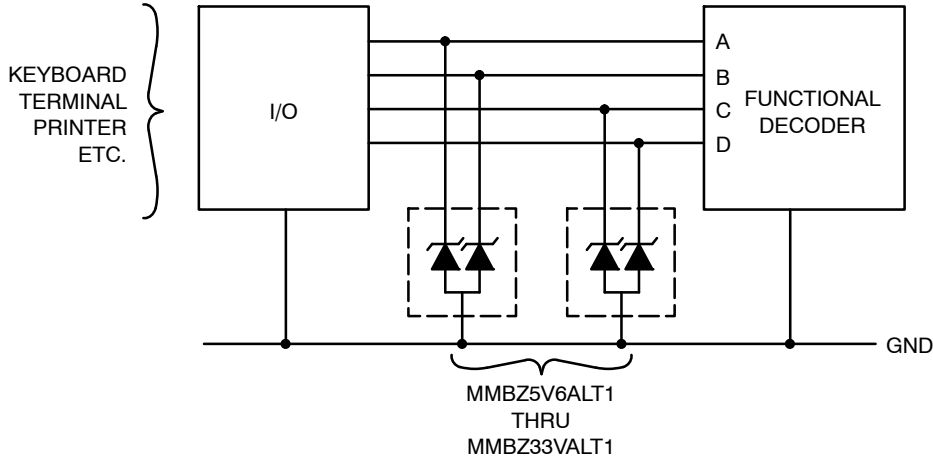 KEYBOARD
TERMINAL
PRINTER
ETC.
I/O
A
B
C
D
FUNCTIONAL
DECODER
GND
MMBZ5V6ALT1
THRU
MMBZ33VALT1